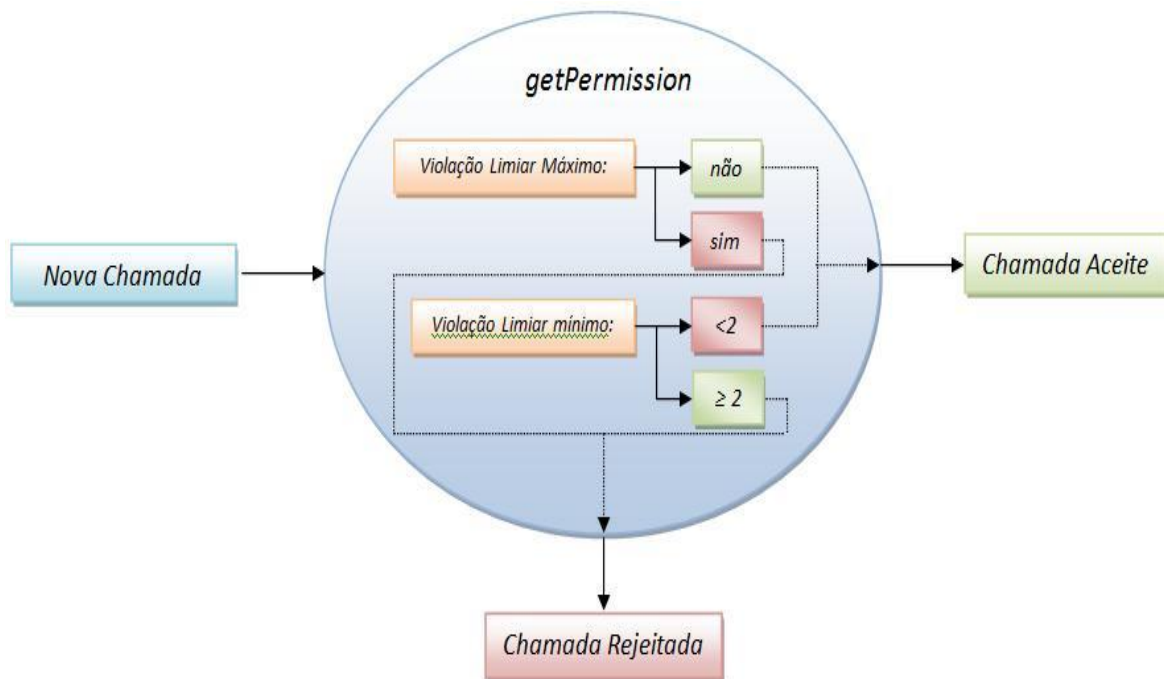 getPermission
Violação Limiar Máximo:
não
sim
Nova Chamada
Chamada Aceite
Violação Limiar mínimo:
<2
≥ 2
Chamada Rejeitada